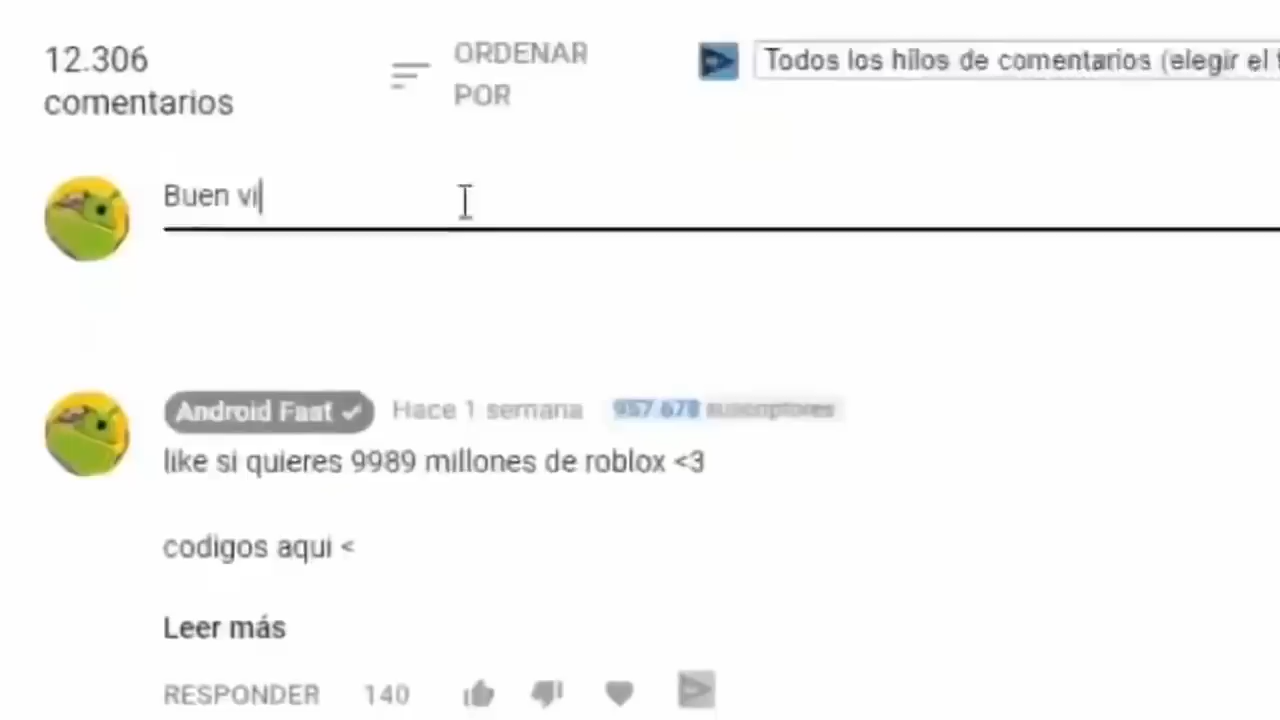 12.306
comentarios
ORDENAR
POR
Todos los hilos de comentarios (elegir el
Buen vi
Android Fast Hace 1 semana 957 678 suscriptores
like si quieres 9989 millones de roblox <3
codigos aqui <
Leer más
RESPONDER 140